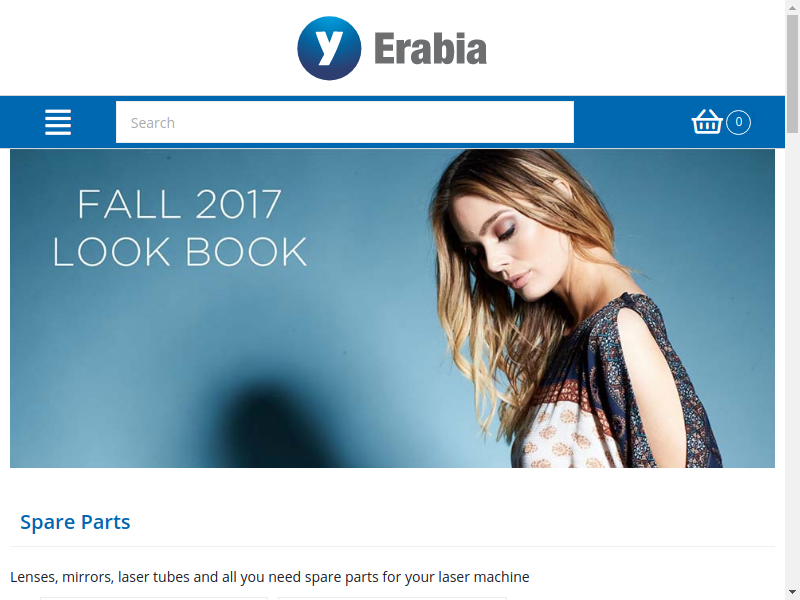 y Erabia
Search
0
FALL 2017
LOOK BOOK
Spare Parts
Lenses, mirrors, laser tubes and all you need spare parts for your laser machine